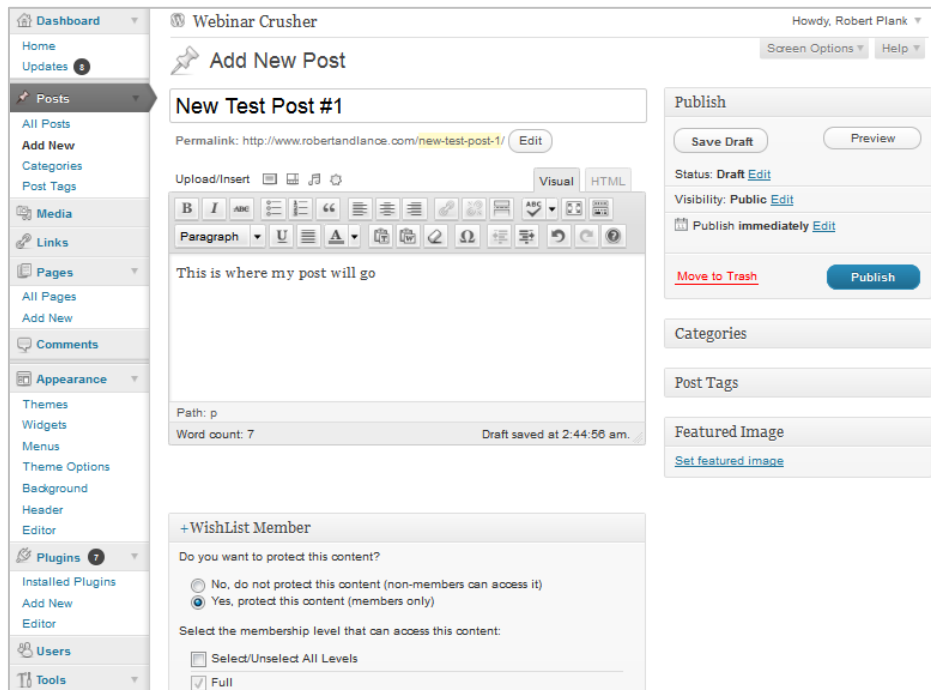 Dashboard
Home
Updates 8
Posts
All Posts
Add New
Categories
Post Tags
Media
Links
Pages
All Pages
Add New
Comments
Appearance
Themes
Widgets
Menus
Theme Options
Background
Header
Editor
Plugins 7
Installed Plugins
Add New
Editor
Users
Tools
Webinar Crusher
Howdy, Robert Plank
Screen Options
Help
Add New Post
New Test Post #1
Permalink: http://www.robertandlance.com/new-test-post-1/ Edit
Upload/Insert
Visual HTML
B I ABC ABC
Paragraph U A T W Ω
This is where my post will go
Path: p
Word count: 7 Draft saved at 2:44:56 am.
+WishList Member
Do you want to protect this content?
No, do not protect this content (non-members can access it)
Yes, protect this content (members only)
Select the membership level that can access this content:
Select/Unselect All Levels
Full
Publish
Save Draft Preview
Status: Draft Edit
Visibility: Public Edit
Publish immediately Edit
Move to Trash Publish
Categories
Post Tags
Featured Image
Set featured image